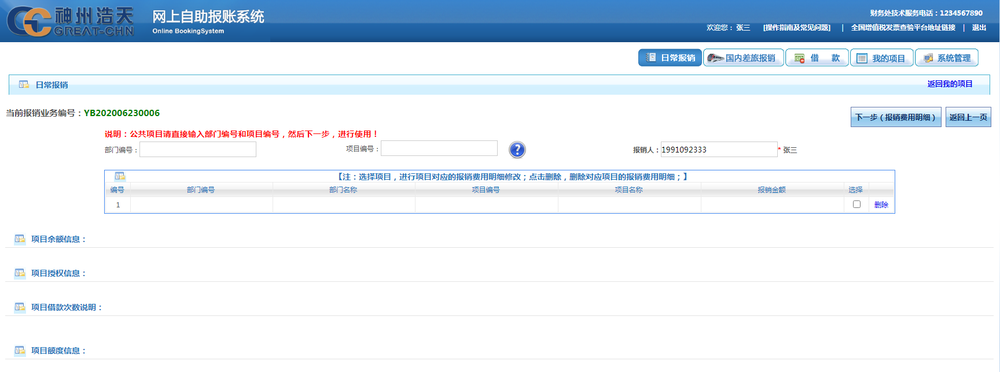 神州浩天
GREAT-CHN
网上自助报账系统
Online BookingSystem
财务处技术服务电话：1234567890
欢迎您： 张三 [操作指南及常见问题] | 全国增值税发票查验平台地址链接 | 退出
日常报销 国内差旅报销 借 款 我的项目 系统管理
日常报销 返回我的项目
当前报销业务编号：YB202006230006
下一步（报销费用明细） 返回上一页
说明：公共项目请直接输入部门编号和项目编号，然后下一步，进行使用！
部门编号： 项目编号： ? 报销人：1991092333 * 张三
【注：选择项目，进行项目对应的报销费用明细修改；点击删除，删除对应项目的报销费用明细；】
编号 部门编号 部门名称 项目编号 项目名称 报销金额 选择
1 删除
项目余额信息：
项目授权信息：
项目借款次数说明：
项目额度信息：